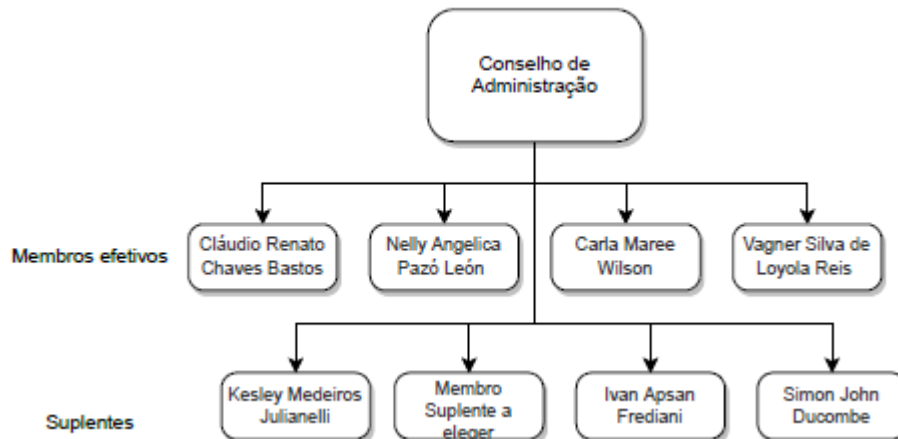 Conselho de
Administração
Membros efetivos
Cláudio Renato
Chaves Bastos
Nelly Angelica
Pazó León
Carla Maree
Wilson
Vagner Silva de
Loyola Reis
Suplentes
Kesley Medeiros
Julianelli
Membro
Suplente a
eleger
Ivan Apsan
Frediani
Simon John
Ducombe